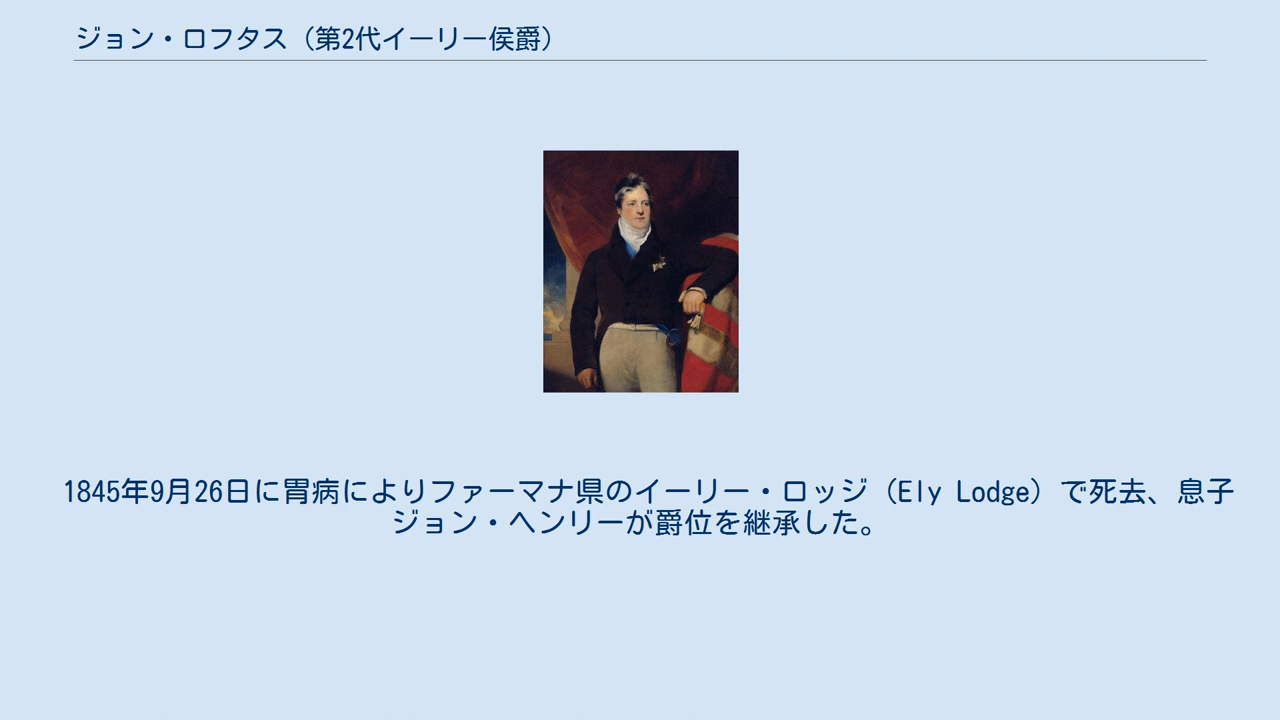 ジョン・ロフタス（第2代イーリー侯爵）
1845年9月26日に胃病によりファーマナ県のイーリー・ロッジ（Ely Lodge）で死去、息子
ジョン・ヘンリーが爵位を継承した。